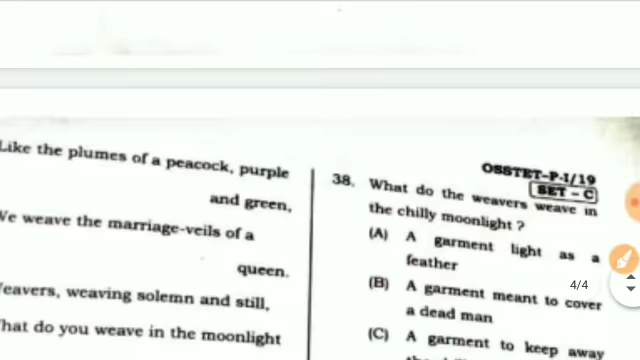 Like the plumes of a peacock, purple
and green,
We weave the marriage-veils of a
queen.
Weavers, weaving solemn and still,
What do you weave in the moonlight
OSSTET-P-I/19
SET - C
38. What do the weavers weave in
the chilly moonlight ?
(A) A garment light as a
feather
(B) A garment meant to cover
a dead man
(C) A garment to keep away
4/4